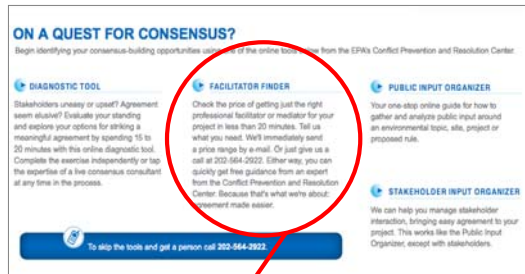 ON A QUEST FOR CONSENSUS?
Begin identifying your consensus-building opportunities using of the online tools below from the EPA's Conflict Prevention and Resolution Center.
DIAGNOSTIC TOOL
Stakeholders uneasy or upset? Agreement
seem elusive? Evaluate your standing
and explore your options for striking a
meaningful agreement by spending 15 to
20 minutes with this online diagnostic tool.
Complete the exercise independently or tap
the expertise of a live consensus consultant
at any time in the process.
FACILITATOR FINDER
Check the price of getting just the right
professional facilitator or mediator for your
project in less than 20 minutes. Tell us
what you need. We'll immediately send
a price range by e-mail. Or just give us a
call at 202-564-2922. Either way, you can
quickly get free guidance from an expert
from the Conflict Prevention and Resolution
Center. Because that's what we're about:
agreement made easier.
PUBLIC INPUT ORGANIZER
Your one-stop online guide for how to
gather and analyze public input around
an environmental topic, site, project or
proposed rule.
STAKEHOLDER INPUT ORGANIZER
We can help you manage stakeholder
interaction, bringing easy agreement to your
project. This works like the Public Input
Organizer, except with stakeholders.
To skip the tools and get a person call 202-564-2922.